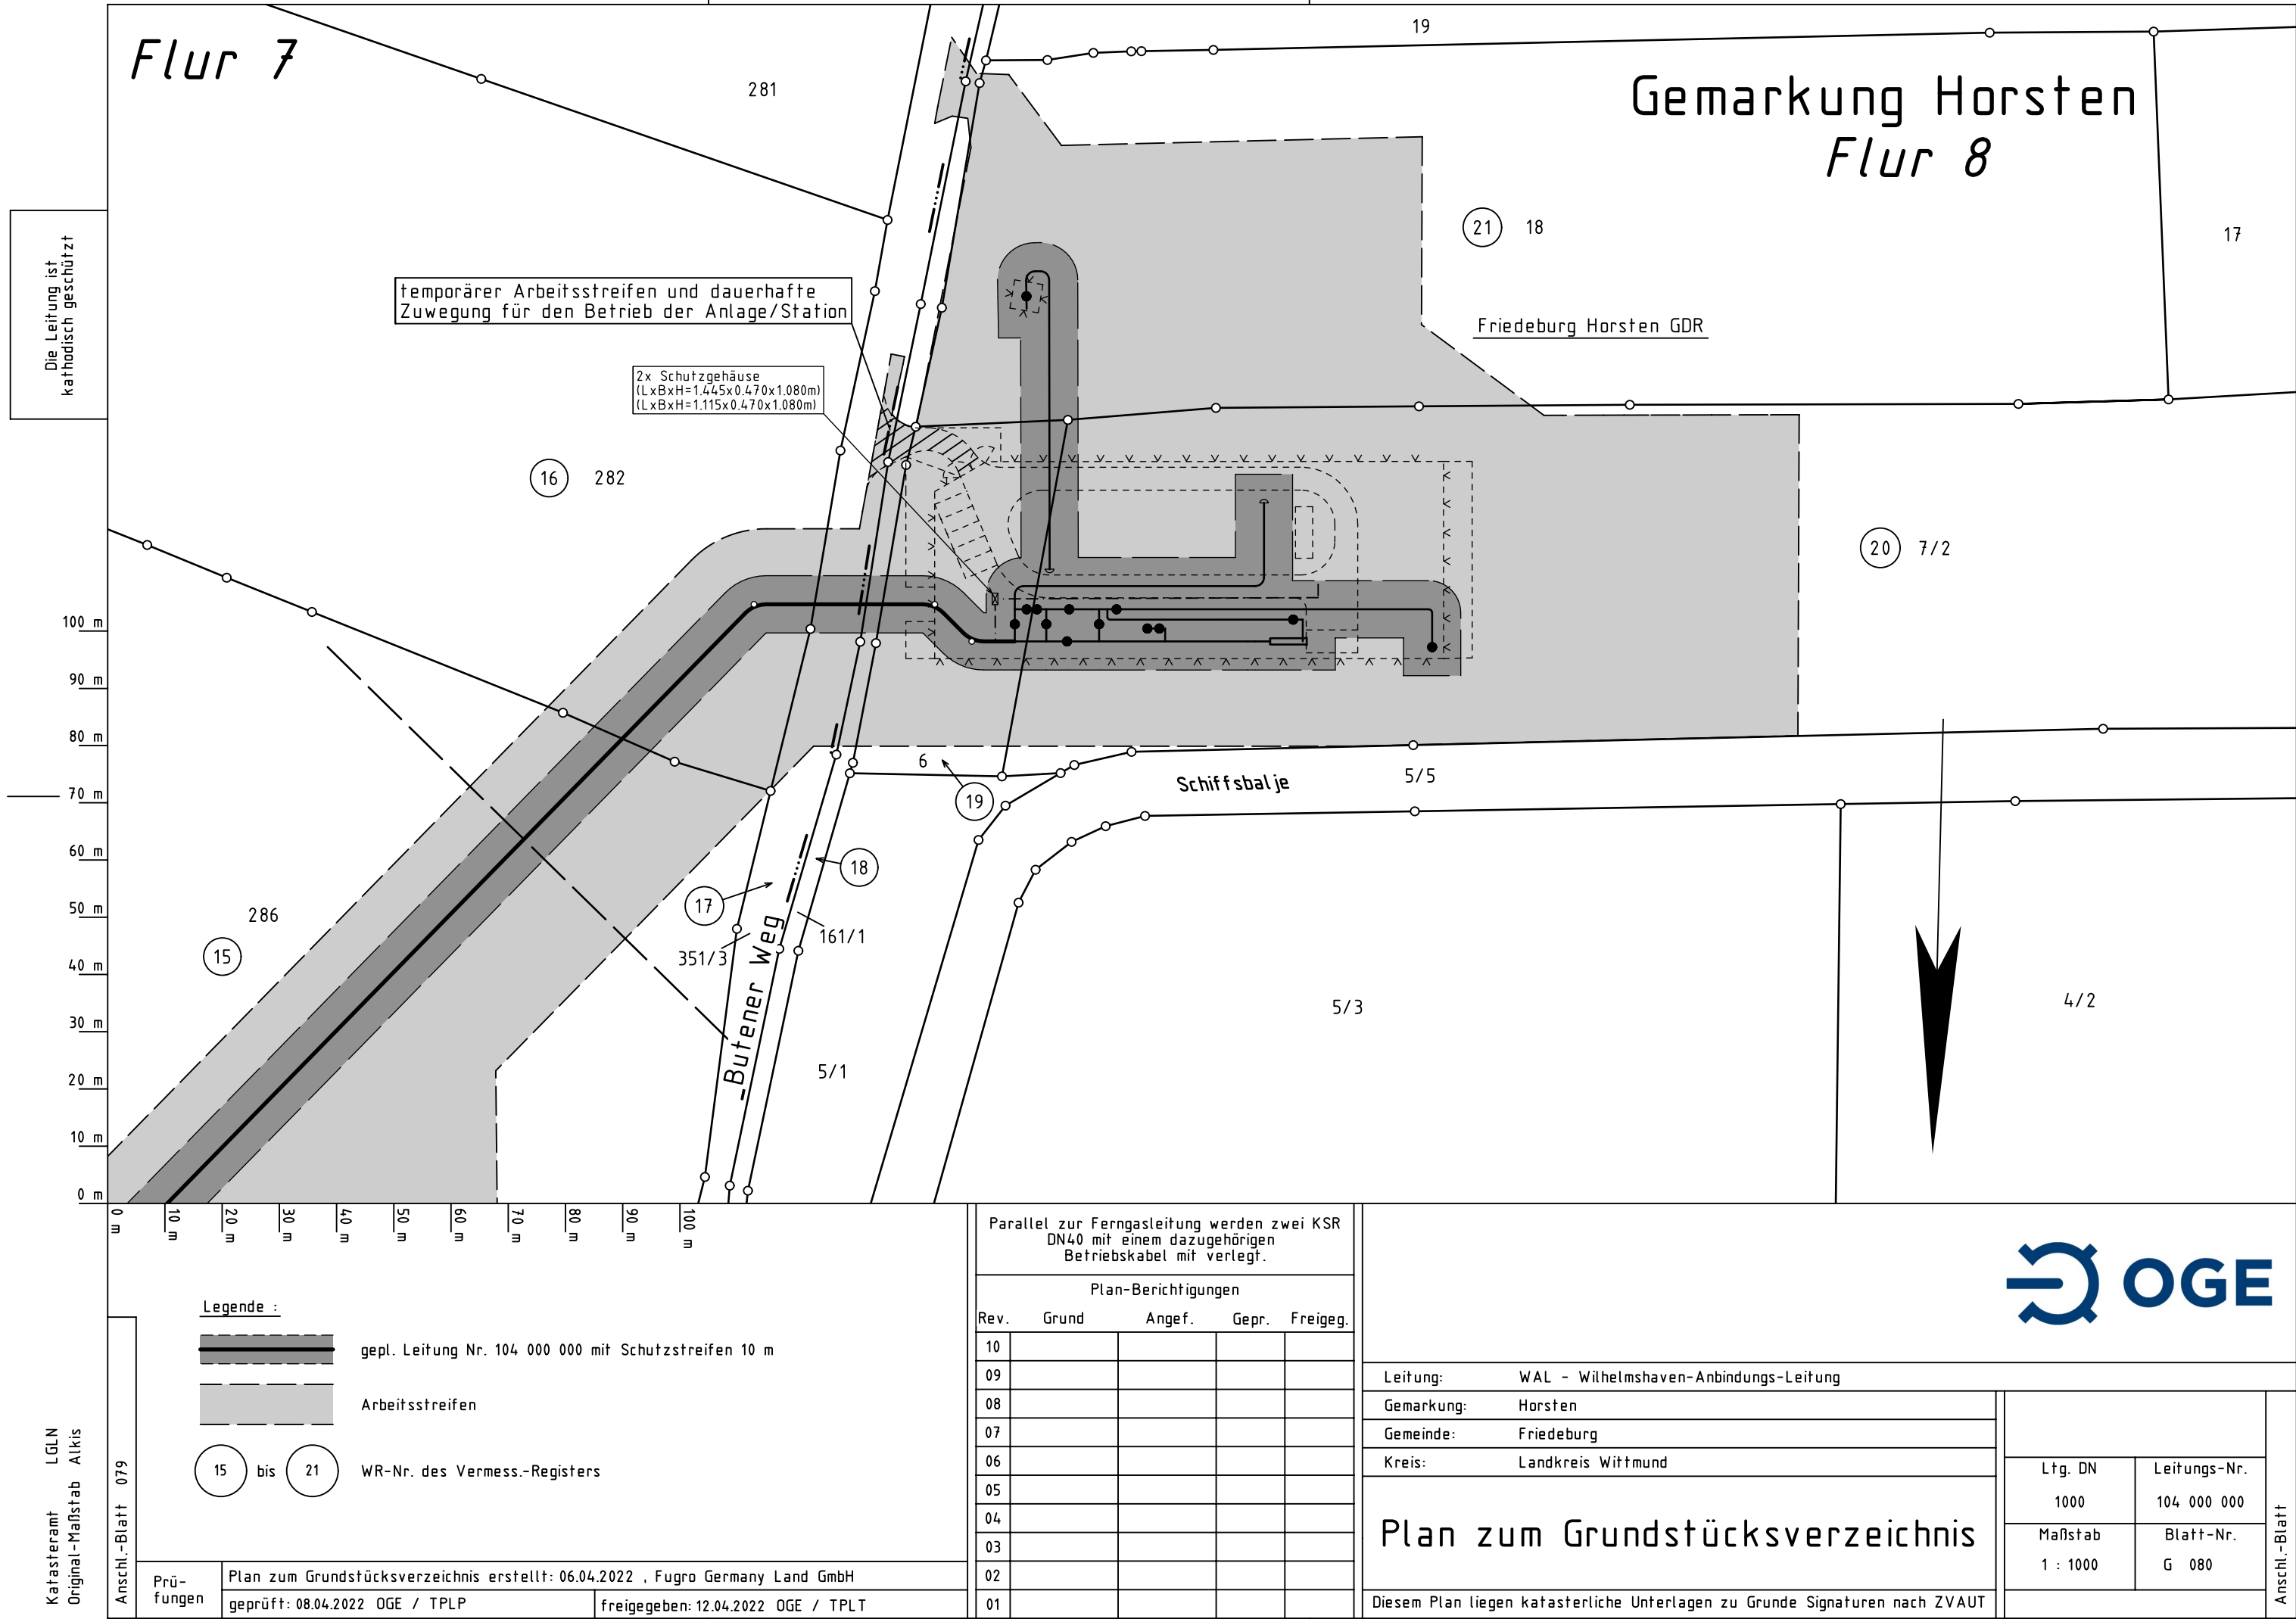 Flur 7
281
19
Gemarkung Horsten
Flur 8
21
18
17
Die Leitung ist
kathodisch geschützt
temporärer Arbeitsstreifen und dauerhafte
Zuwegung für den Betrieb der Anlage/Station
Friedeburg Horsten GDR
2x Schutzgehäuse
(LxBxH=1.445x0.470x1.080m)
(LxBxH=1.115x0.470x1.080m)
16
282
20
7/2
100 m
90 m
80 m
70 m
60 m
50 m
40 m
30 m
20 m
10 m
0 m
6
19
Schiffsbalje
5/5
18
17
286
15
351/3
161/1
Butener Weg
5/1
5/3
4/2
0 m
10 m
20 m
30 m
40 m
50 m
60 m
70 m
80 m
90 m
100 m
Legende :
gepl. Leitung Nr. 104 000 000 mit Schutzstreifen 10 m
Arbeitsstreifen
15 bis 21 WR-Nr. des Vermess.-Registers
Katasteramt LGLN
Original-Maßstab Alkis
Anschl.-Blatt 079
Prü-
fungen
Plan zum Grundstücksverzeichnis erstellt: 06.04.2022 , Fugro Germany Land GmbH
geprüft: 08.04.2022 OGE / TPLP
freigegeben: 12.04.2022 OGE / TPLT
Parallel zur Ferngasleitung werden zwei KSR
DN40 mit einem dazugehörigen
Betriebskabel mit verlegt.
Plan-Berichtigungen
Rev. Grund Angef. Gepr. Freigeg.
10
09
08
07
06
05
04
03
02
01
OGE
Leitung: WAL - Wilhelmshaven-Anbindungs-Leitung
Gemarkung: Horsten
Gemeinde: Friedeburg
Kreis: Landkreis Wittmund
Plan zum Grundstücksverzeichnis
Diesem Plan liegen katasterliche Unterlagen zu Grunde Signaturen nach ZVAUT
Ltg. DN
1000
Leitungs-Nr.
104 000 000
Maßstab
1 : 1000
Blatt-Nr.
G 080
Anschl.-Blatt